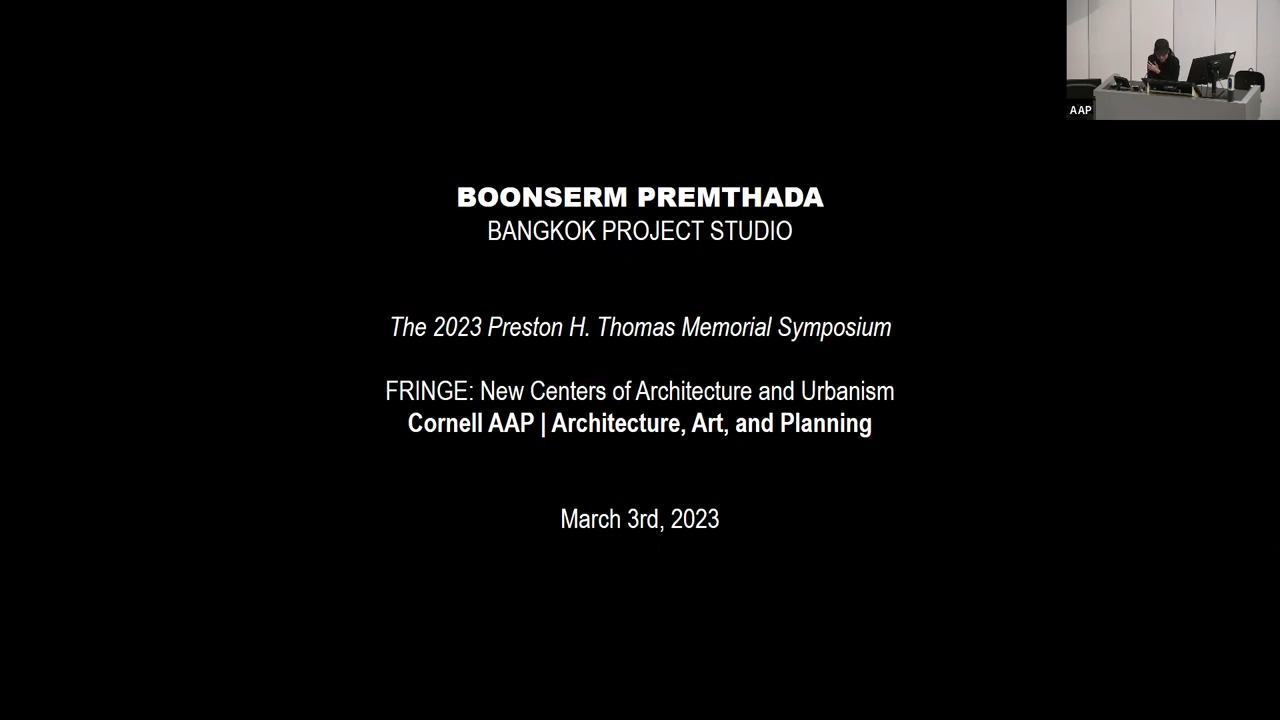 AAP
BOONSERM PREMTHADA
BANGKOK PROJECT STUDIO
The 2023 Preston H. Thomas Memorial Symposium
FRINGE: New Centers of Architecture and Urbanism
Cornell AAP | Architecture, Art, and Planning
March 3rd, 2023